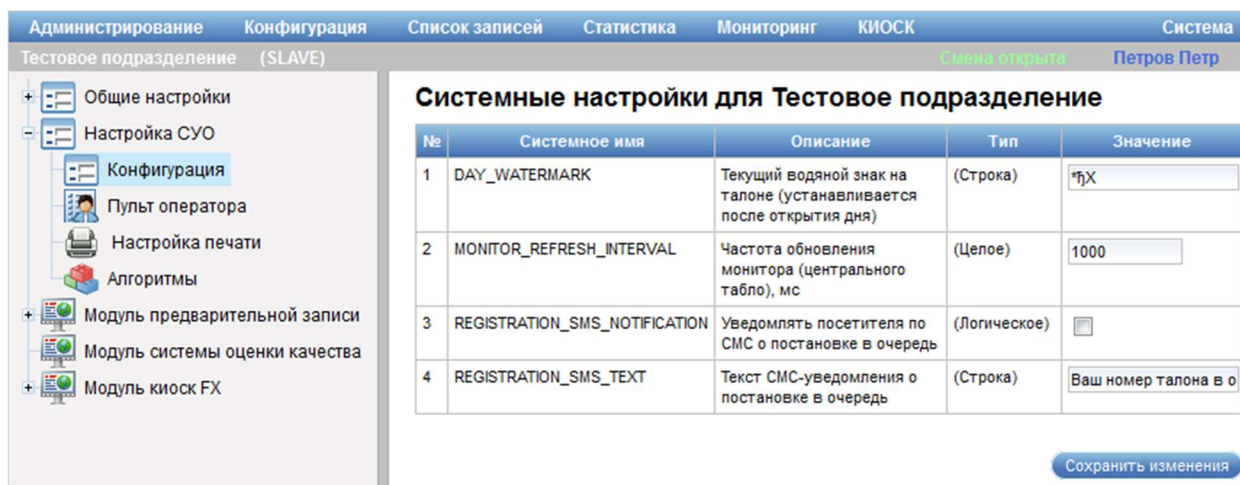 Администрирование Конфигурация Список записей Статистика Мониторинг КИОСК Система
Тестовое подразделение (SLAVE) Смена открыта Петров Петр
Общие настройки
Настройка СУО
Конфигурация
Пульт оператора
Настройка печати
Алгоритмы
Модуль предварительной записи
Модуль системы оценки качества
Модуль киоск FX
Системные настройки для Тестовое подразделение
№ Системное имя Описание Тип Значение
1 DAY_WATERMARK Текущий водяной знак на (Строка) *ђX
талоне (устанавливается
после открытия дня)
2 MONITOR_REFRESH_INTERVAL Частота обновления (Целое) 1000
монитора (центрального
табло), мс
3 REGISTRATION_SMS_NOTIFICATION Уведомлять посетителя по (Логическое)
СМС о постановке в очередь
4 REGISTRATION_SMS_TEXT Текст СМС-уведомления о (Строка) Ваш номер талона в о
постановке в очередь
Сохранить изменения